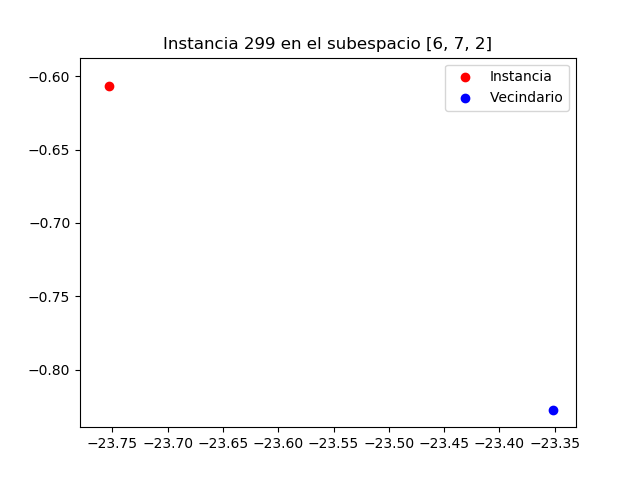 Instancia 299 en el subespacio [6, 7, 2]
Instancia
Vecindario
−0.60
−0.65
−0.70
−0.75
−0.80
−23.75 −23.70 −23.65 −23.60 −23.55 −23.50 −23.45 −23.40 −23.35